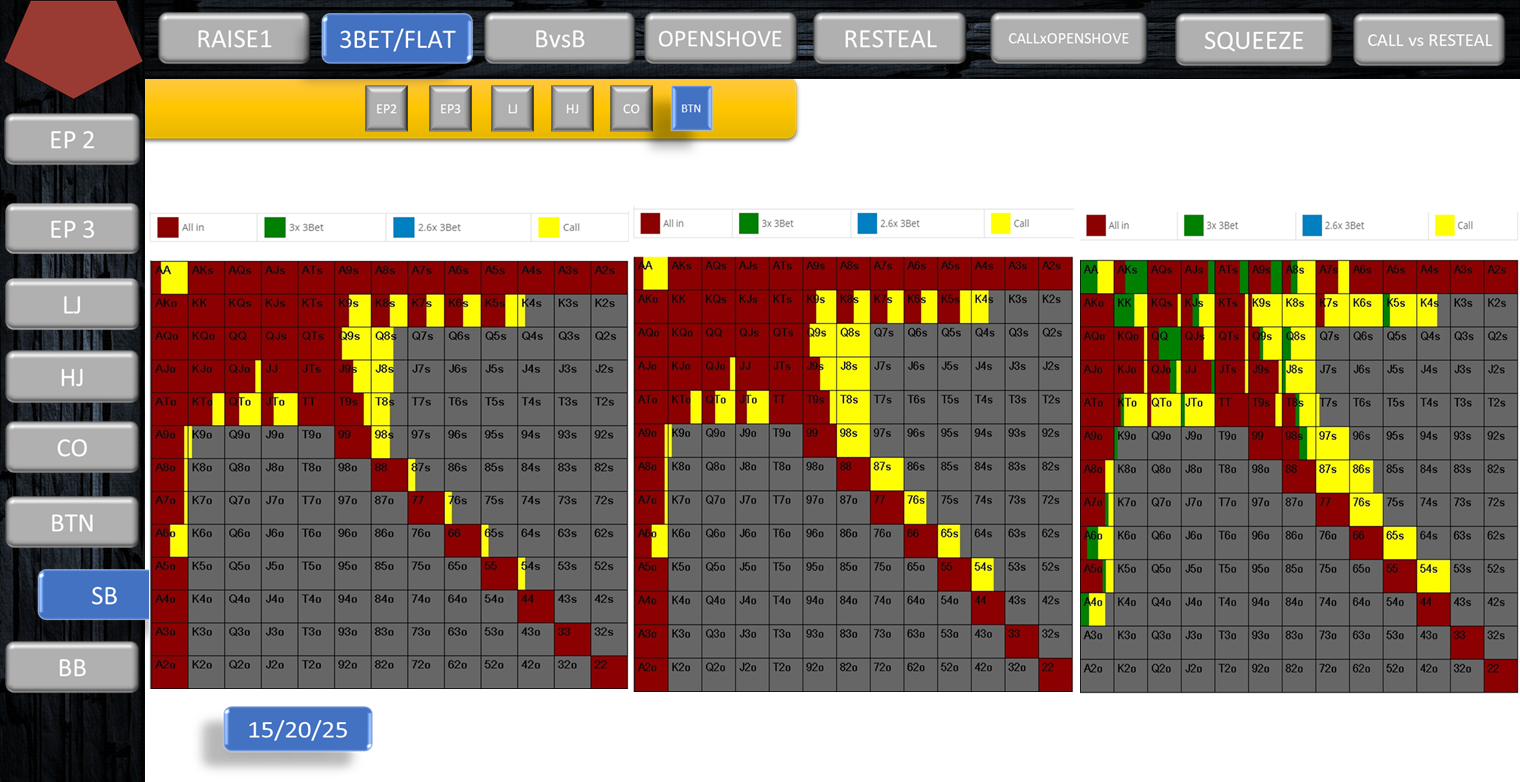 RAISE1 3BET/FLAT BvsB OPENSHOVE RESTEAL CALLxOPENSHOVE SQUEEZE CALL vs RESTEAL
EP2 EP3 LJ HJ CO BTN
EP 2
EP 3
LJ
HJ
CO
BTN
SB
BB
All in 3x 3Bet 2.6x 3Bet Call
AA AKs AQs AJs ATs A9s A8s A7s A6s A5s A4s A3s A2s
AKo KK KQs KJs KTs K9s K8s K7s K6s K5s K4s K3s K2s
AQo KQo QQ QJs QTs Q9s Q8s Q7s Q6s Q5s Q4s Q3s Q2s
AJo KJo QJo JJ JTs J9s J8s J7s J6s J5s J4s J3s J2s
ATo KTo QTo JTo TT T9s T8s T7s T6s T5s T4s T3s T2s
A9o K9o Q9o J9o T9o 99 98s 97s 96s 95s 94s 93s 92s
A8o K8o Q8o J8o T8o 98o 88 87s 86s 85s 84s 83s 82s
A7o K7o Q7o J7o T7o 97o 87o 77 76s 75s 74s 73s 72s
A6o K6o Q6o J6o T6o 96o 86o 76o 66 65s 64s 63s 62s
A5o K5o Q5o J5o T5o 95o 85o 75o 65o 55 54s 53s 52s
A4o K4o Q4o J4o T4o 94o 84o 74o 64o 54o 44 43s 42s
A3o K3o Q3o J3o T3o 93o 83o 73o 63o 53o 43o 33 32s
A2o K2o Q2o J2o T2o 92o 82o 72o 62o 52o 42o 32o 22
All in 3x 3Bet 2.6x 3Bet Call
AA AKs AQs AJs ATs A9s A8s A7s A6s A5s A4s A3s A2s
AKo KK KQs KJs KTs K9s K8s K7s K6s K5s K4s K3s K2s
AQo KQo QQ QJs QTs Q9s Q8s Q7s Q6s Q5s Q4s Q3s Q2s
AJo KJo QJo JJ JTs J9s J8s J7s J6s J5s J4s J3s J2s
ATo KTo QTo JTo TT T9s T8s T7s T6s T5s T4s T3s T2s
A9o K9o Q9o J9o T9o 99 98s 97s 96s 95s 94s 93s 92s
A8o K8o Q8o J8o T8o 98o 88 87s 86s 85s 84s 83s 82s
A7o K7o Q7o J7o T7o 97o 87o 77 76s 75s 74s 73s 72s
A6o K6o Q6o J6o T6o 96o 86o 76o 66 65s 64s 63s 62s
A5o K5o Q5o J5o T5o 95o 85o 75o 65o 55 54s 53s 52s
A4o K4o Q4o J4o T4o 94o 84o 74o 64o 54o 44 43s 42s
A3o K3o Q3o J3o T3o 93o 83o 73o 63o 53o 43o 33 32s
A2o K2o Q2o J2o T2o 92o 82o 72o 62o 52o 42o 32o 22
All in 3x 3Bet 2.6x 3Bet Call
AA AKs AQs AJs ATs A9s A8s A7s A6s A5s A4s A3s A2s
AKo KK KQs KJs KTs K9s K8s K7s K6s K5s K4s K3s K2s
AQo KQo QQ QJs QTs Q9s Q8s Q7s Q6s Q5s Q4s Q3s Q2s
AJo KJo QJo JJ JTs J9s J8s J7s J6s J5s J4s J3s J2s
ATo KTo QTo JTo TT T9s T8s T7s T6s T5s T4s T3s T2s
A9o K9o Q9o J9o T9o 99 98s 97s 96s 95s 94s 93s 92s
A8o K8o Q8o J8o T8o 98o 88 87s 86s 85s 84s 83s 82s
A7o K7o Q7o J7o T7o 97o 87o 77 76s 75s 74s 73s 72s
A6o K6o Q6o J6o T6o 96o 86o 76o 66 65s 64s 63s 62s
A5o K5o Q5o J5o T5o 95o 85o 75o 65o 55 54s 53s 52s
A4o K4o Q4o J4o T4o 94o 84o 74o 64o 54o 44 43s 42s
A3o K3o Q3o J3o T3o 93o 83o 73o 63o 53o 43o 33 32s
A2o K2o Q2o J2o T2o 92o 82o 72o 62o 52o 42o 32o 22
15/20/25